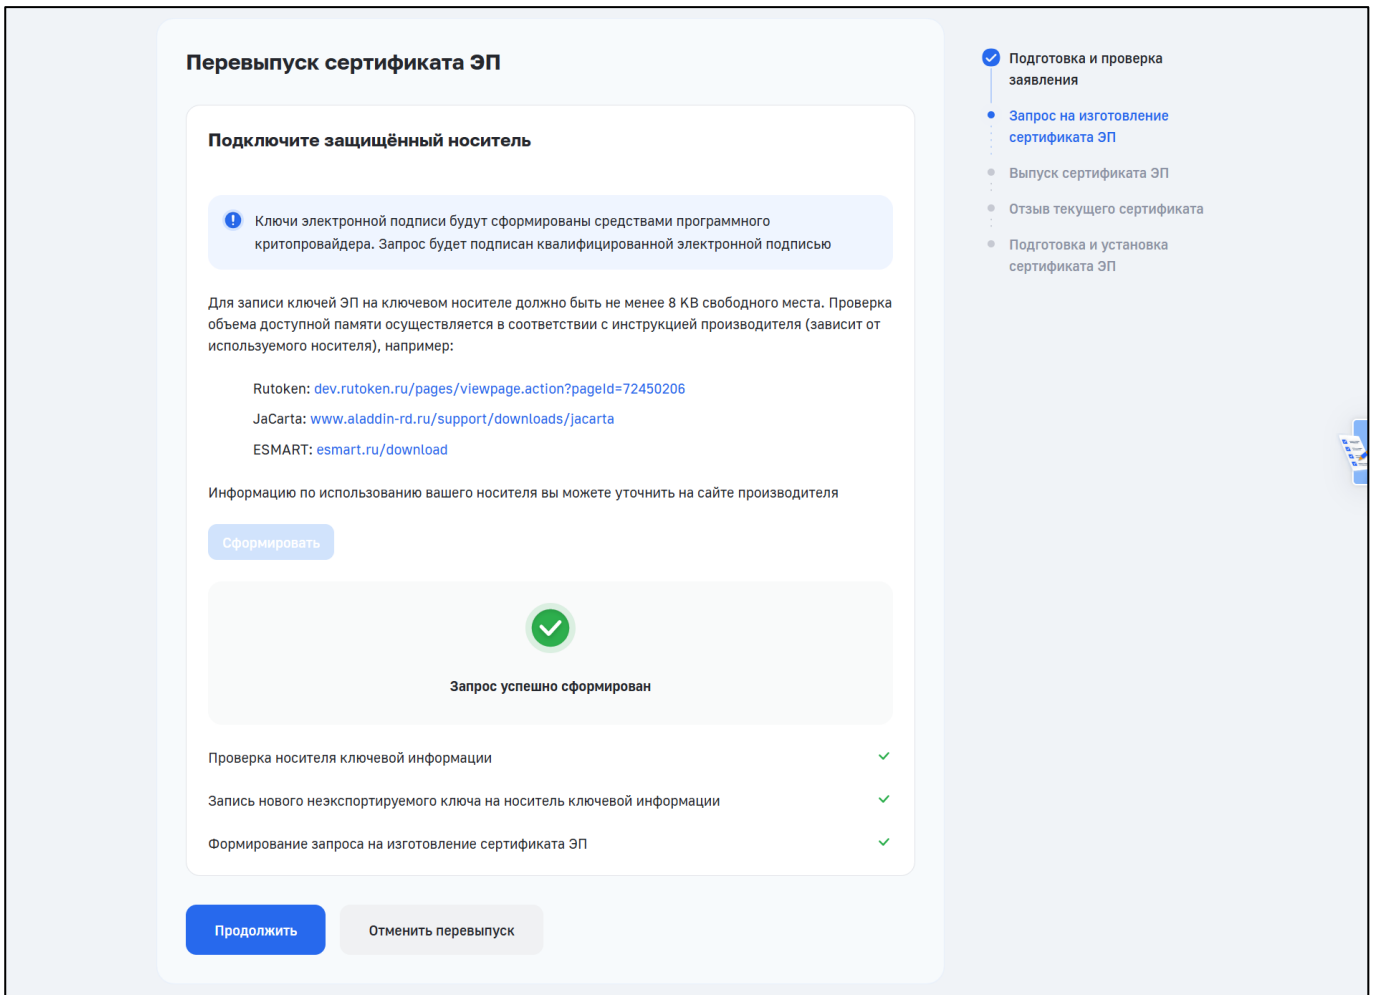 Перевыпуск сертификата ЭП
Подключите защищённый носитель
Ключи электронной подписи будут сформированы средствами программного
критопровайдера. Запрос будет подписан квалифицированной электронной подписью
Для записи ключей ЭП на ключевом носителе должно быть не менее 8 KB свободного места. Проверка
объема доступной памяти осуществляется в соответствии с инструкцией производителя (зависит от
используемого носителя), например:
Rutoken: dev.rutoken.ru/pages/viewpage.action?pageId=72450206
JaCarta: www.aladdin-rd.ru/support/downloads/jacarta
ESMART: esmart.ru/download
Информацию по использованию вашего носителя вы можете уточнить на сайте производителя
Сформировать
Запрос успешно сформирован
Проверка носителя ключевой информации
Запись нового неэкспортируемого ключа на носитель ключевой информации
Формирование запроса на изготовление сертификата ЭП
Продолжить
Отменить перевыпуск
Подготовка и проверка
заявления
Запрос на изготовление
сертификата ЭП
Выпуск сертификата ЭП
Отзыв текущего сертификата
Подготовка и установка
сертификата ЭП